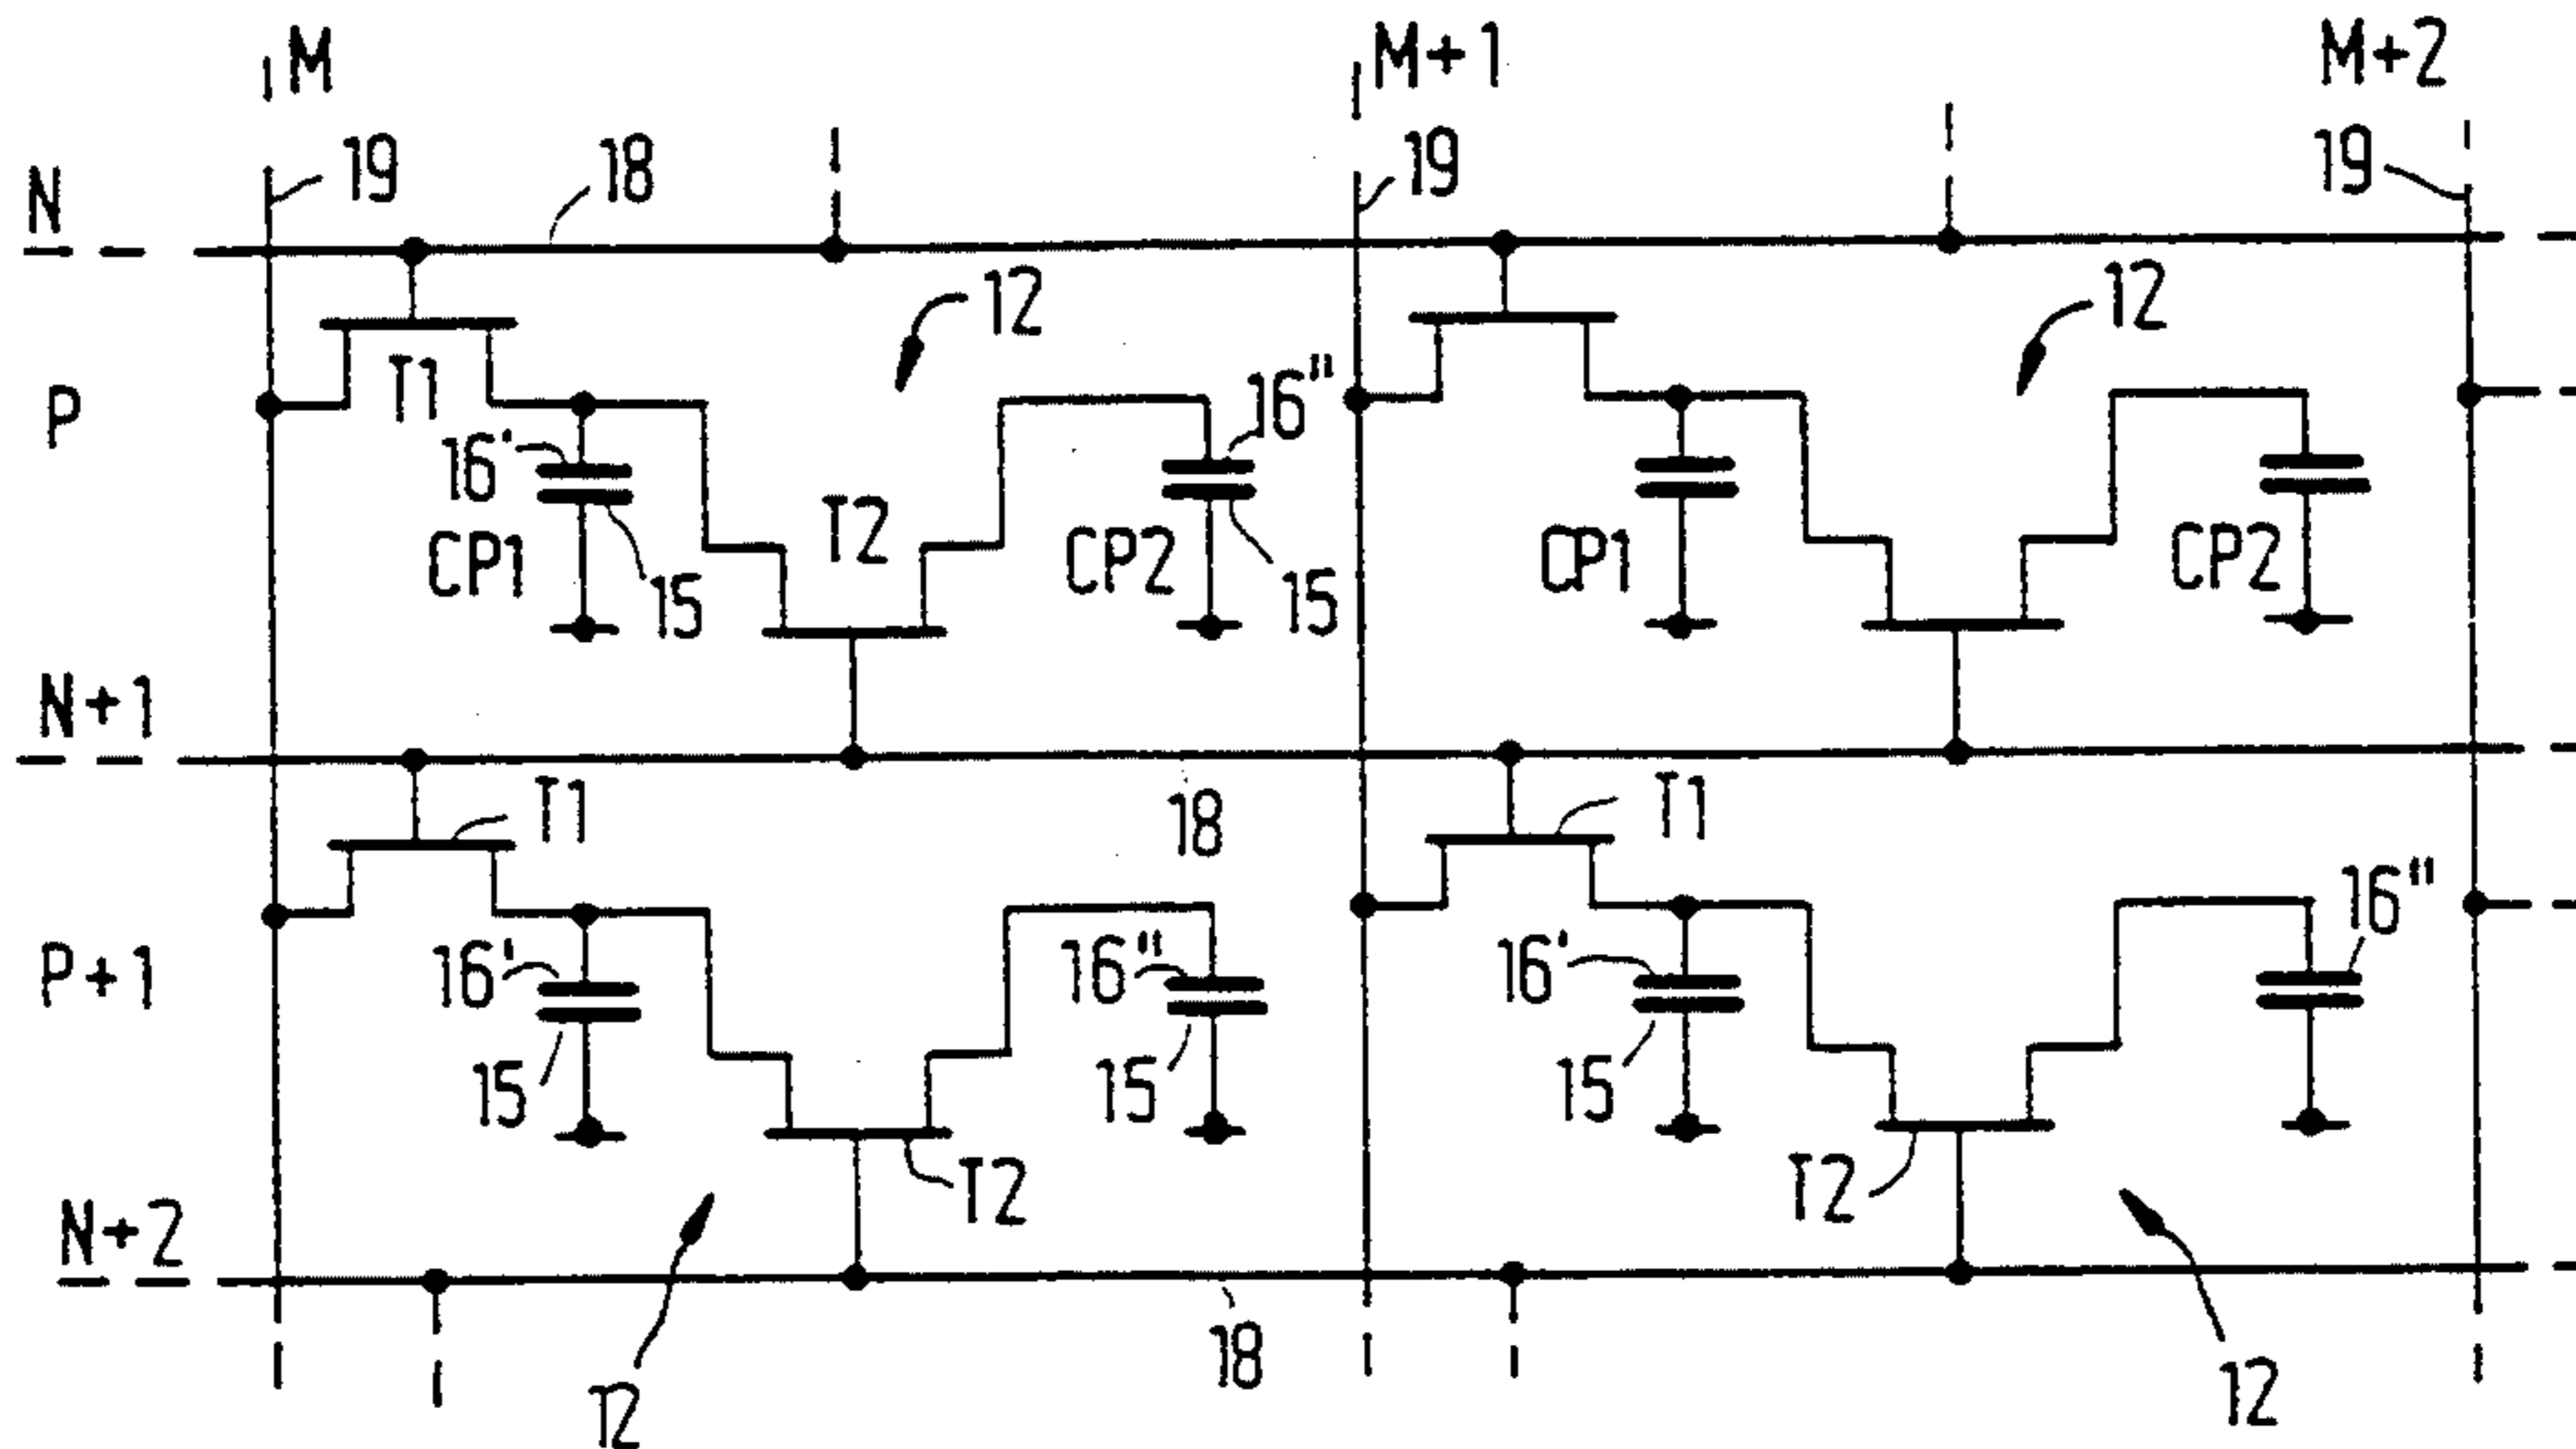 M M+1 M+2
19 18 19 19
N
12 12
P T1 16' 16"
T2
CP1 15 CP2 15 CP1 CP2
N+1
T1 18 T1
16"
P+1 16' 16" 16'
15 15 15
T2 T2
N+2
18
12 12